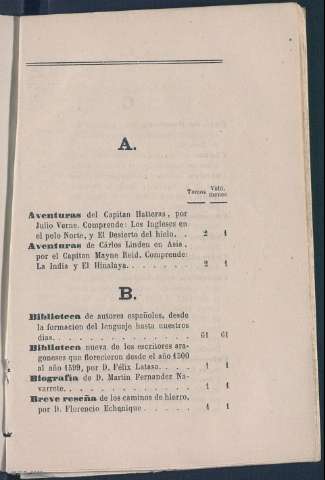 A.
Tomos Volú-
menes
Aventuras del Capitan Hatteras, por
Julio Verne. Comprende: Los Ingleses en
el polo Norte, y El Desierto del hielo. . 2 1
Aventuras de Cárlos Linden en Asia,
por el Capitan Mayne Reid. Comprende:
La India y El Himalaya. . . . . . . 2 1
B.
Biblioteca de autores españoles, desde
la formacion del lenguaje hasta nuestros
dias. . . . . . . . . . . . . . . . 61 61
Biblioteca nueva de los escritores ara-
goneses que florecieron desde el año 1500
al año 1599, por D. Félix Latasa. . . . 1 1
Biografia de D. Martin Fernandez Na-
varrete. . . . . . . . . . . . . . 1 1
Breve reseña de los caminos de hierro,
por D. Florencio Echenique . . . . . 1 1